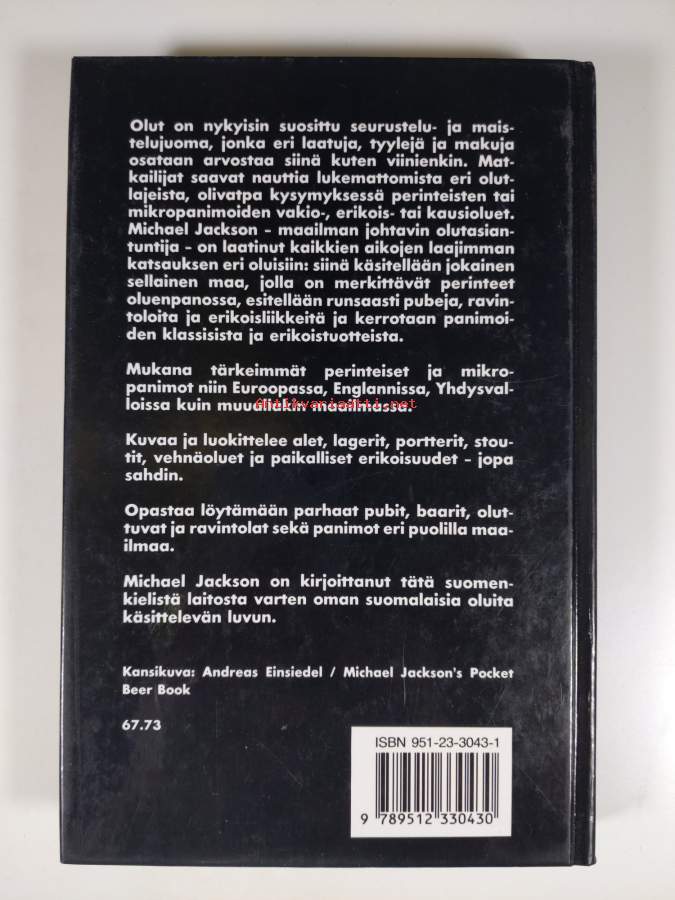 Olut on nykyisin suosittu seurustelu- ja mais-
telujuoma, jonka eri laatuja, tyylejä ja makuja
osataan arvostaa siinä kuten viinienkin. Mat-
kailijat saavat nauttia lukemattomista eri olut-
lajeista, olivatpa kysymyksessä perinteisten tai
mikropanimoiden vakio-, erikois- tai kausioluet.
Michael Jackson – maailman johtavin olutasian-
tuntija – on laatinut kaikkien aikojen laajimman
katsauksen eri oluisiin: siinä käsitellään jokainen
sellainen maa, jolla on merkittävät perinteet
oluenpanossa, esitellään runsaasti pubeja, ravin-
toloita ja erikoisliikkeitä ja kerrotaan panimoi-
den klassisista ja erikoistuotteista.
Mukana tärkeimmät perinteiset ja mikro-
panimot niin Euroopassa, Englannissa, Yhdysval-
loissa kuin muuallakin maailmassa.
Antikvariaatti.net
Kuvaa ja luokittelee alet, lagerit, portterit, stou-
tit, vehnäoluet ja paikalliset erikoisuudet – jopa
sahdin.
Opastaa löytämään parhaat pubit, baarit, olut-
tuvat ja ravintolat sekä panimot eri puolilla maa-
ilmaa.
Michael Jackson on kirjoittanut tätä suomen-
kielistä laitosta varten oman suomalaisia oluita
käsittelevän luvun.
Kansikuva: Andreas Einsiedel / Michael Jackson's Pocket
Beer Book
67.73
ISBN 951-23-3043-1
9 789512 330430